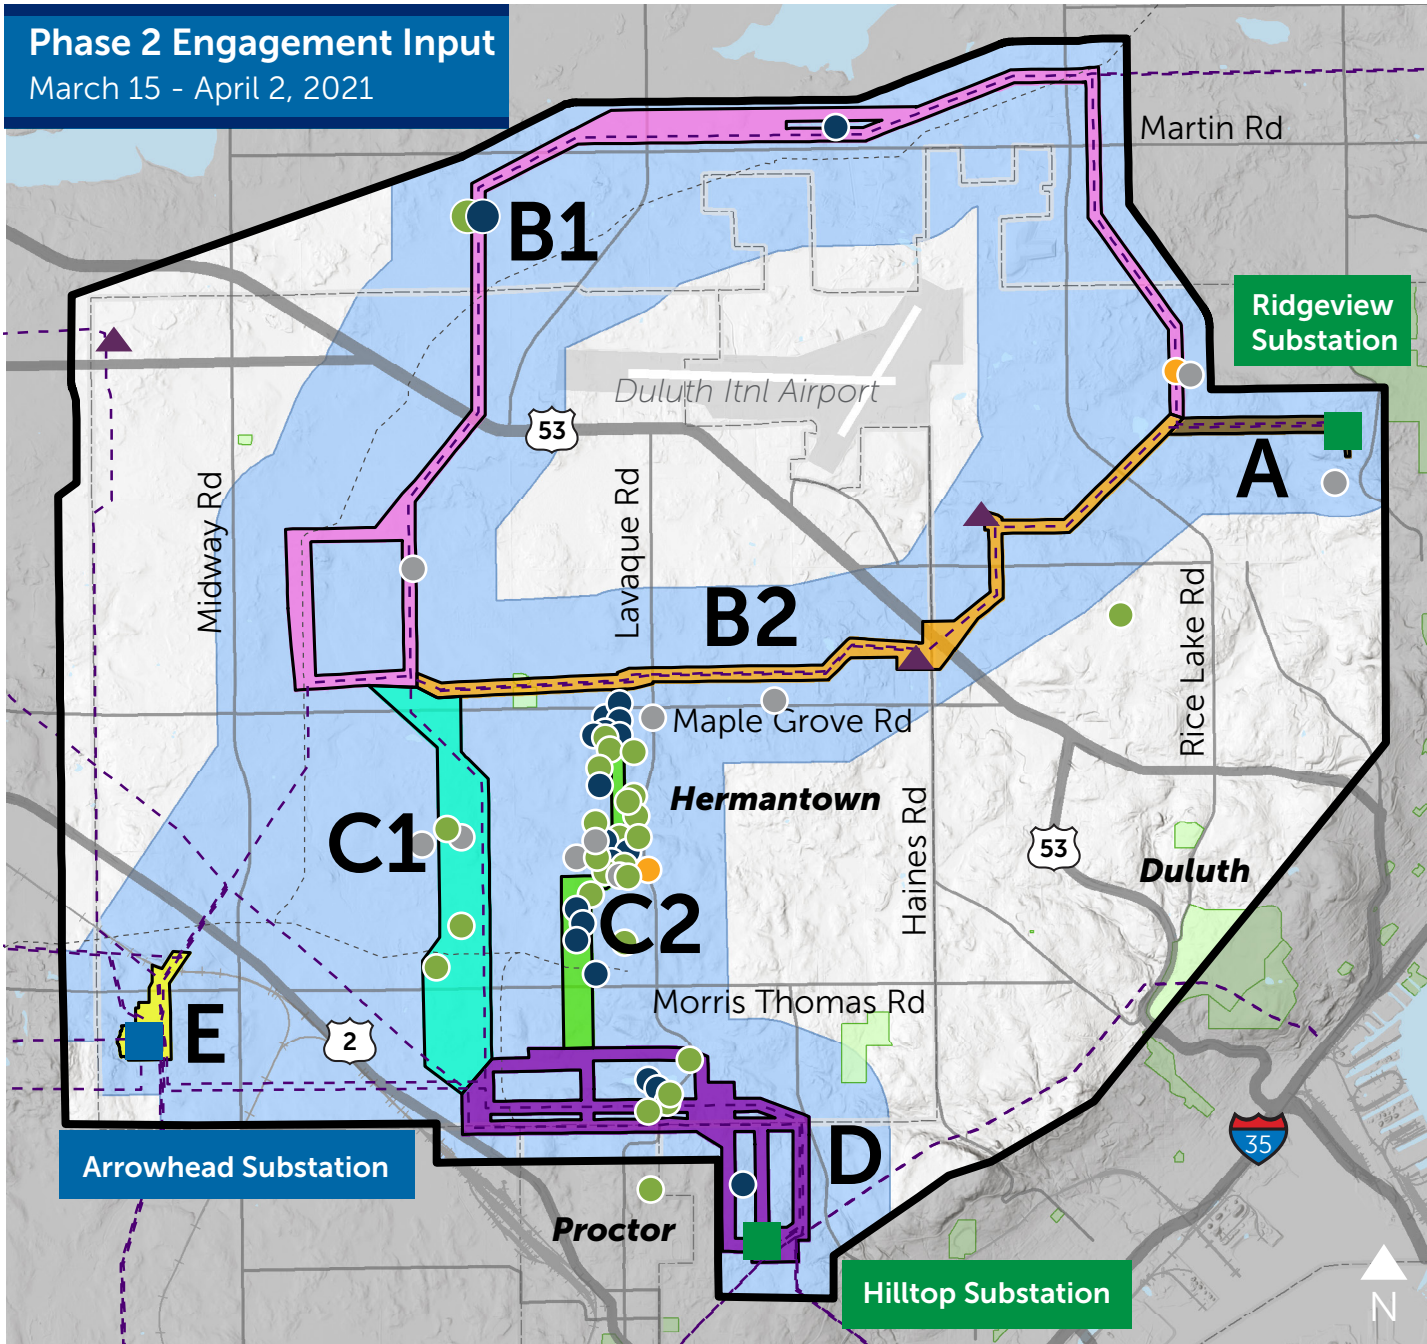 Phase 2 Engagement Input
March 15 - April 2, 2021
Martin Rd
B1
Ridgeview
Substation
Duluth Itnl Airport
53
A
Midway Rd
Lavaque Rd
B2
Rice Lake Rd
Maple Grove Rd
Hermantown
Haines Rd
C1
53
Duluth
C2
Morris Thomas Rd
E
2
D
35
Arrowhead Substation
Proctor
Hilltop Substation
N